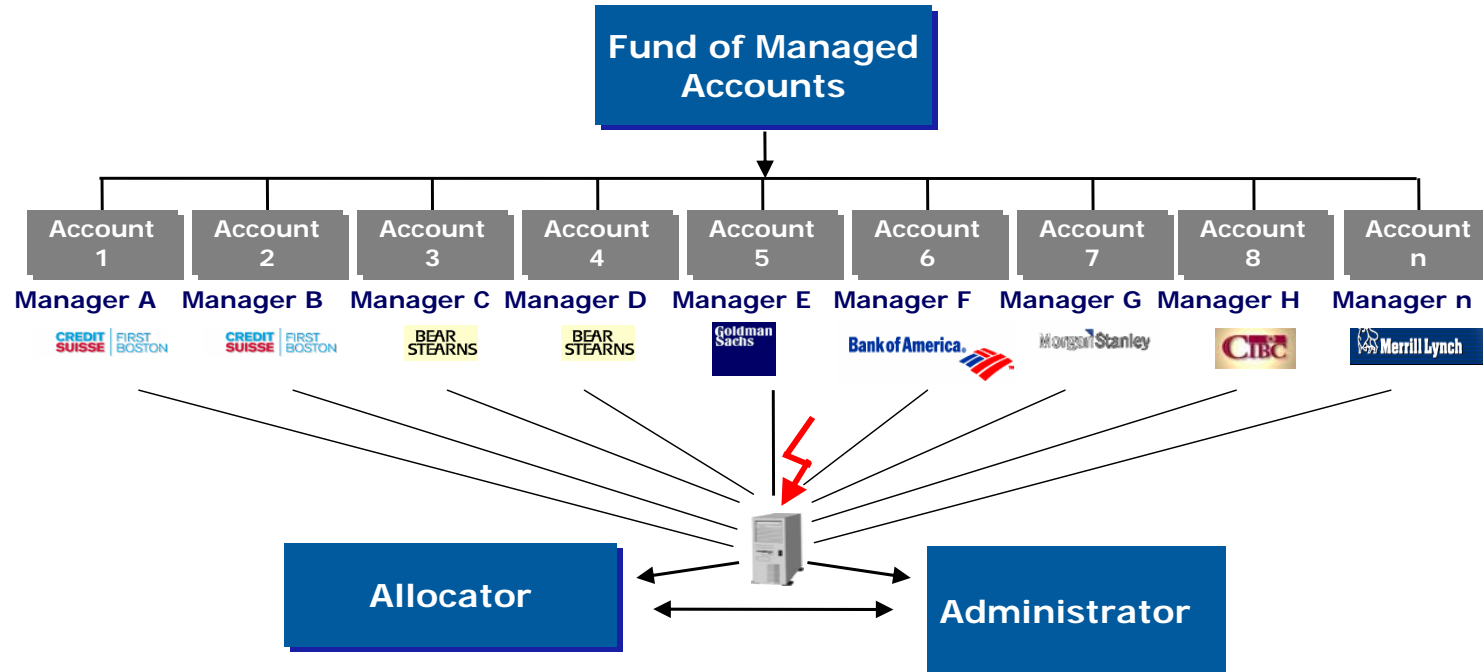 Fund of Managed
Accounts
Account
1
Account
2
Account
3
Account
4
Account
5
Account
6
Account
7
Account
8
Account
n
Manager A
Manager B
Manager C
Manager D
Manager E
Manager F
Manager G
Manager H
Manager n
CREDIT
SUISSE
FIRST
BOSTON
CREDIT
SUISSE
FIRST
BOSTON
BEAR
STEARNS
BEAR
STEARNS
Goldman
Sachs
Bank of America.
Morgan Stanley
CIBC
Merrill Lynch
Allocator
Administrator